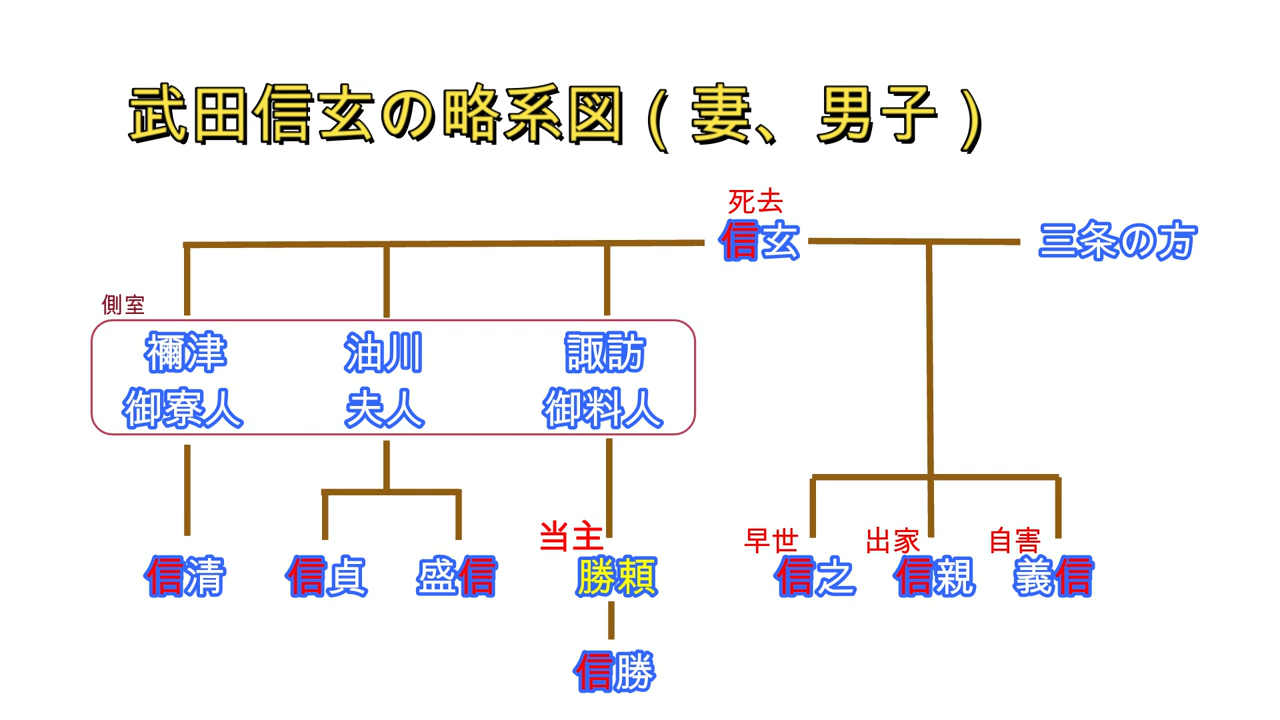 武田信玄の略系図(妻、男子)
死去
信玄
三条の方
側室
禰津
御寮人
油川
夫人
諏訪
御料人
当主
早世
出家
自害
信清
信貞
盛信
勝頼
信之
信親
義信
信勝